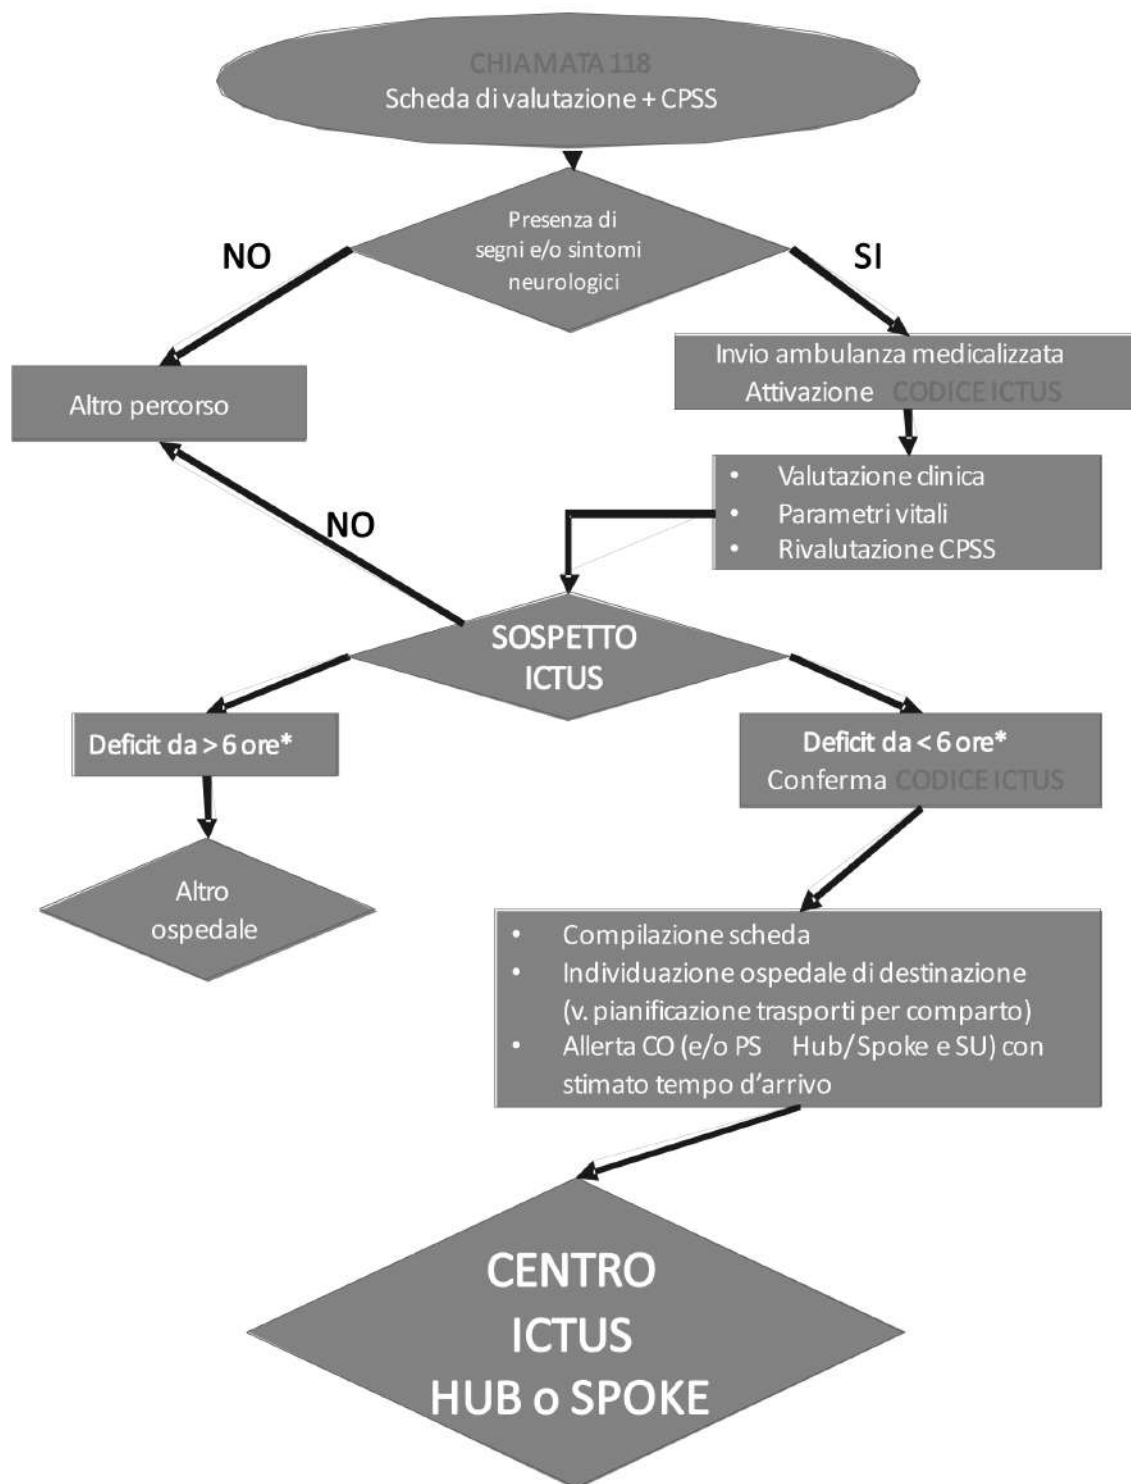 CHIAMATA 118
Scheda di valutazione + CPSS
Presenza di
segni e/o sintomi
neurologici
NO
SI
Altro percorso
Invio ambulanza medicalizzata
Attivazione CODICE ICTUS
• Valutazione clinica
• Parametri vitali
• Rivalutazione CPSS
NO
SOSPETTO
ICTUS
Deficit da > 6 ore*
Deficit da < 6 ore*
Conferma CODICE ICTUS
Altro
ospedale
• Compilazione scheda
• Individuazione ospedale di destinazione
(v. pianificazione trasporti per comparto)
• Allerta CO (e/o PS Hub/Spoke e SU) con
stimato tempo d'arrivo
CENTRO
ICTUS
HUB o SPOKE